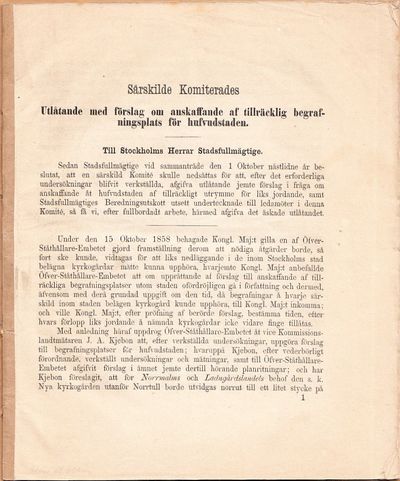 Särskilde Komiterades
Utlåtande med förslag om anskaffande af tillräcklig begraf-
ningsplats för hufvudstaden.
Till Stockholms Herrar Stadsfullmägtige.
Sedan Stadsfullmägtige vid sammanträde den 1 Oktober nästlidne år be-
slutat, att en särskild Komité skulle nedsättas för att, efter det erforderliga
undersökningar blifvit verkställda, afgifva utlåtande jemte förslag i fråga om
anskaffande åt hufvudstaden af tillräckligt utrymme för liks jordande, samt
Stadsfullmägtiges Beredningsutskott utsett undertecknade till ledamöter i denna
Komité, så få vi, efter fullbordadt arbete, härmed afgifva det äskade utlåtandet.
Under den 15 Oktober 1858 behagade Kongl. Maj:t gilla en af Öfver-
Ståthållare-Embetet gjord framställning derom att nödiga åtgärder borde, så
fort ske kunde, vidtagas för att liks nedläggande i de inom Stockholms stad
belägna kyrkogårdar måtte kunna upphöra, hvarjemte Kongl. Maj:t anbefallde
Öfver-Ståthållare-Embetet att om upprättande af förslag till anskaffande af till-
räckliga begrafningsplatser utom staden ofördröjligen gå i författning och dermed,
äfvensom med derå grundad uppgift om den tid, då begrafningar å hvarje sär-
skild inom staden belägen kyrkogård kunde upphöra, till Kongl. Maj:t inkomma;
och ville Kongl. Maj:t, efter pröfning af berörde förslag, bestämma tiden, efter
hvars förlopp liks jordande å nämnda kyrkogårdar icke vidare finge tillåtas.
Med anledning häraf uppdrog Öfver-Ståthållare-Embetet åt vice Kommissions-
landtmätaren J. A. Kjebon att, efter verkställda undersökningar, uppgöra förslag
till begrafningsplatser för hufvudstaden; hvaruppå Kjebon, efter vederbörligt
förordnande, verkställt undersökningar och mätningar, samt till Öfver-Ståthållare-
Embetet afgifvit förslag i ämnet jemte dertill hörande planritningar; och har
Kjebon föreslagit, att för Norrmalms och Ladugårdslandets behof den s. k.
Nya kyrkogården utanför Norrtull borde utvidgas norrut till ett litet stycke på
1